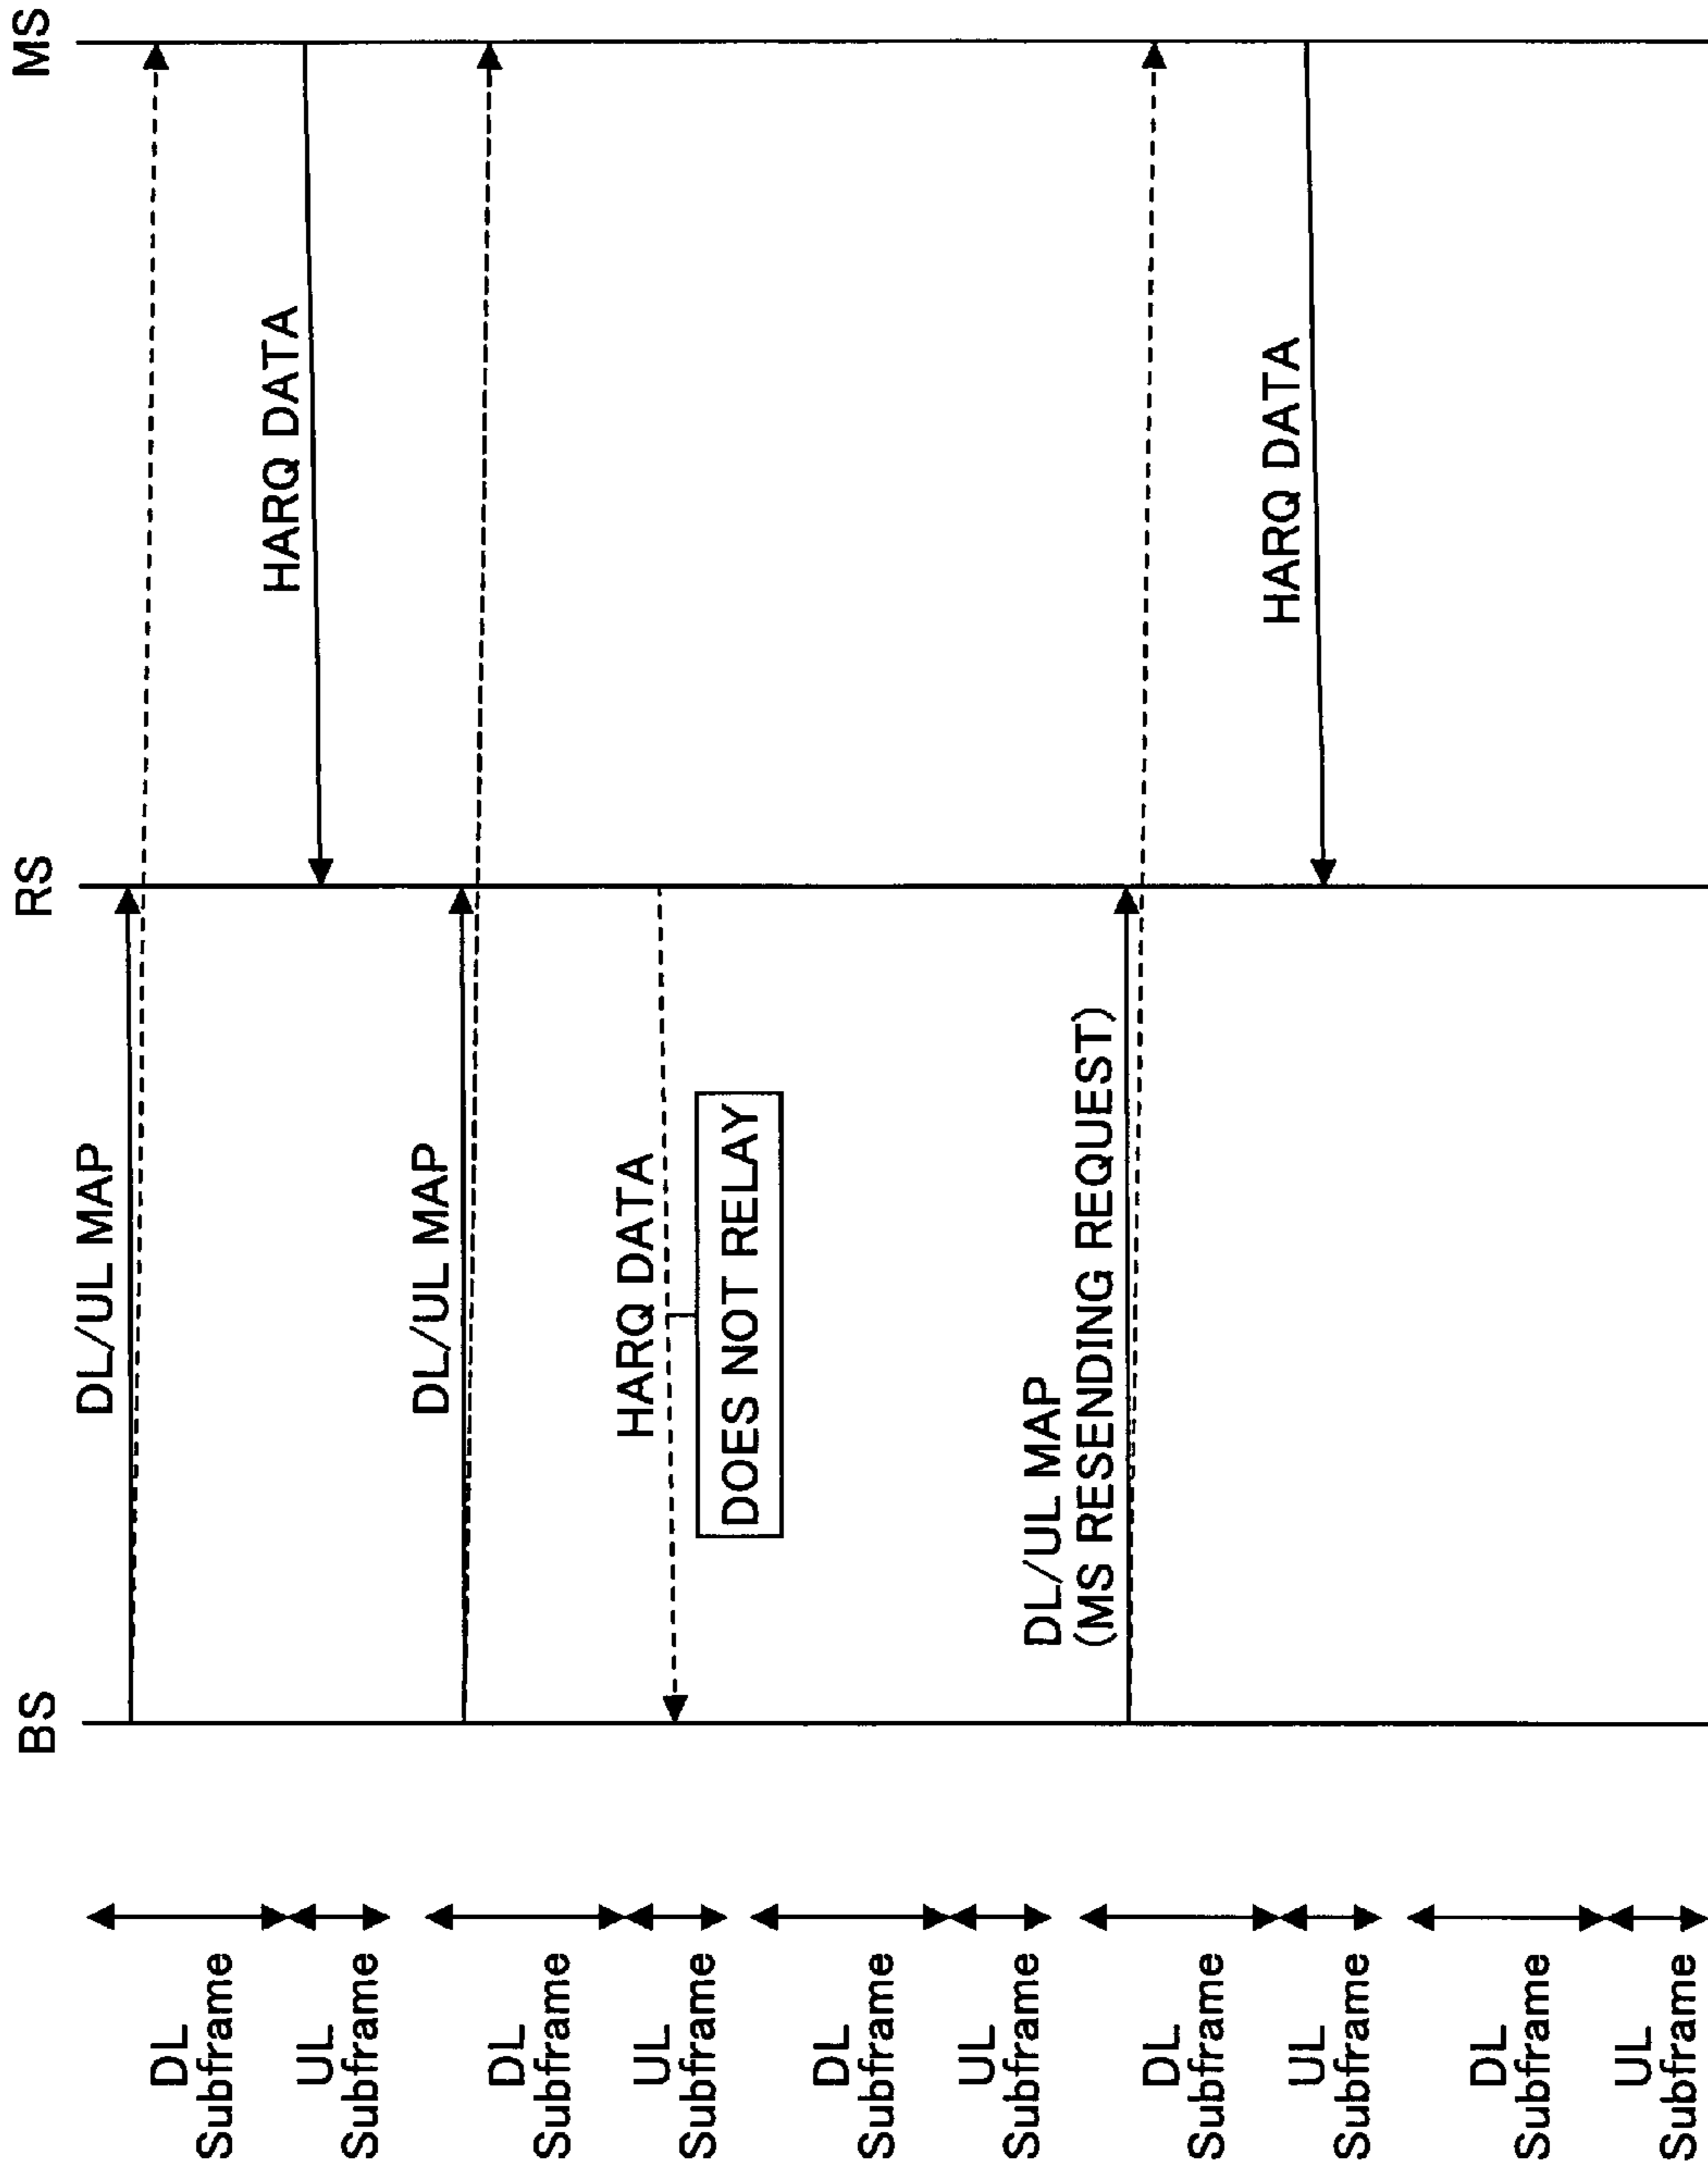 BS
RS
MS
DL/UL MAP
HARQ DATA
DL/UL MAP
HARQ DATA
DOES NOT RELAY
DL/UL MAP
(MS RESENDING REQUEST)
HARQ DATA
DL
Subframe
UL
Subframe
DL
Subframe
UL
Subframe
DL
Subframe
UL
Subframe
DL
Subframe
UL
Subframe
DL
Subframe
UL
Subframe